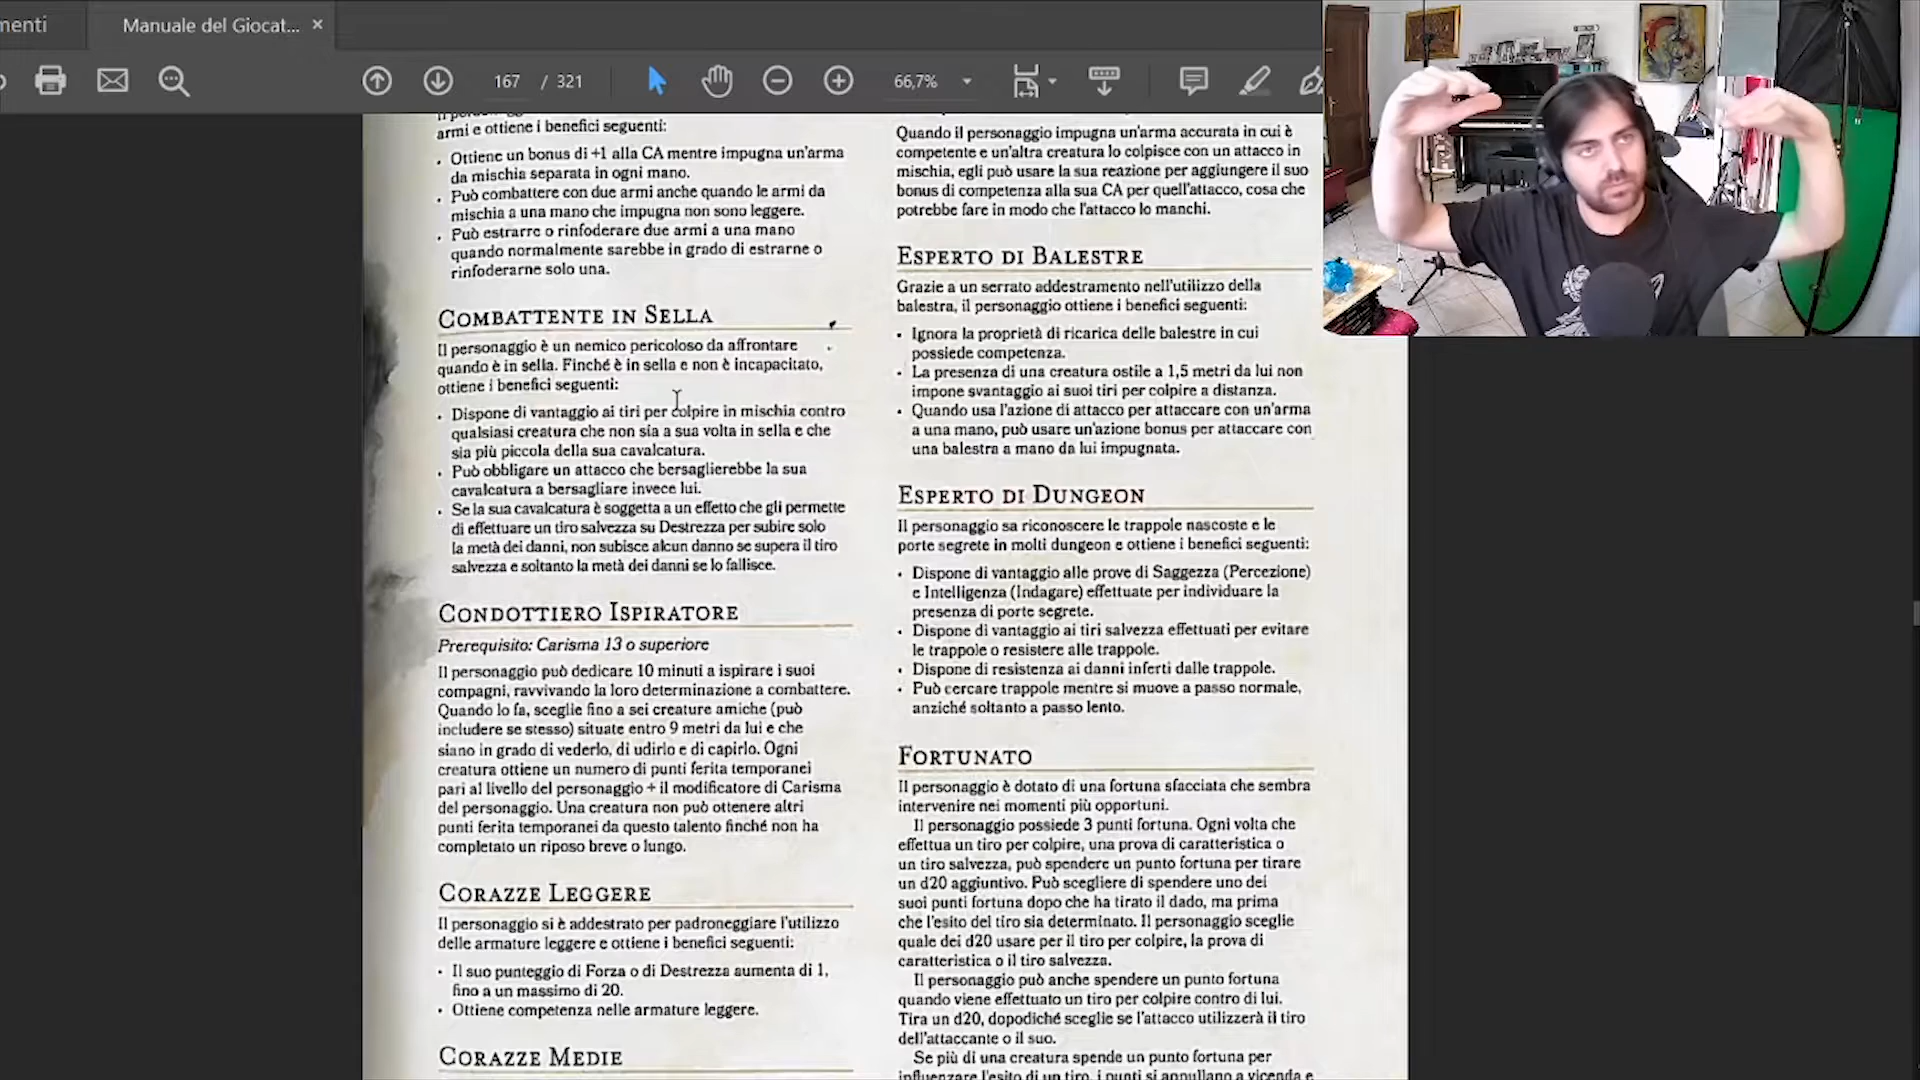 menti
Manuale del Giocat...
167 / 321
66,7%
armi e ottiene i benefici seguenti:
• Ottiene un bonus di +1 alla CA mentre impugna un'arma
da mischia separata in ogni mano.
• Può combattere con due armi anche quando le armi da
mischia a una mano che impugna non sono leggere.
• Può estrarre o rinfoderare due armi a una mano
quando normalmente sarebbe in grado di estrarne o
rinfoderarne solo una.
COMBATTENTE IN SELLA
Il personaggio è un nemico pericoloso da affrontare
quando è in sella. Finché è in sella e non è incapacitato,
ottiene i benefici seguenti:
• Dispone di vantaggio ai tiri per colpire in mischia contro
qualsiasi creatura che non sia a sua volta in sella e che
sia più piccola della sua cavalcatura.
• Può obbligare un attacco che bersaglierebbe la sua
cavalcatura a bersagliare invece lui.
• Se la sua cavalcatura è soggetta a un effetto che gli permette
di effettuare un tiro salvezza su Destrezza per subire solo
la metà dei danni, non subisce alcun danno se supera il tiro
salvezza e soltanto la metà dei danni se lo fallisce.
CONDOTTIERO ISPIRATORE
Prerequisito: Carisma 13 o superiore
Il personaggio può dedicare 10 minuti a ispirare i suoi
compagni, ravvivando la loro determinazione a combattere.
Quando lo fa, sceglie fino a sei creature amiche (può
includere se stesso) situate entro 9 metri da lui e che
siano in grado di vederlo, di udirlo e di capirlo. Ogni
creatura ottiene un numero di punti ferita temporanei
pari al livello del personaggio + il modificatore di Carisma
del personaggio. Una creatura non può ottenere altri
punti ferita temporanei da questo talento finché non ha
completato un riposo breve o lungo.
CORAZZE LEGGERE
Il personaggio si è addestrato per padroneggiare l'utilizzo
delle armature leggere e ottiene i benefici seguenti:
• Il suo punteggio di Forza o di Destrezza aumenta di 1,
fino a un massimo di 20.
• Ottiene competenza nelle armature leggere.
CORAZZE MEDIE
Quando il personaggio impugna un'arma accurata in cui è
competente e un'altra creatura lo colpisce con un attacco in
mischia, egli può usare la sua reazione per aggiungere il suo
bonus di competenza alla sua CA per quell'attacco, cosa che
potrebbe fare in modo che l'attacco lo manchi.
ESPERTO DI BALESTRE
Grazie a un serrato addestramento nell'utilizzo della
balestra, il personaggio ottiene i benefici seguenti:
• Ignora la proprietà di ricarica delle balestre in cui
possiede competenza.
• La presenza di una creatura ostile a 1,5 metri da lui non
impone svantaggio ai suoi tiri per colpire a distanza.
• Quando usa l'azione di attacco per attaccare con un'arma
a una mano, può usare un'azione bonus per attaccare con
una balestra a mano da lui impugnata.
ESPERTO DI DUNGEON
Il personaggio sa riconoscere le trappole nascoste e le
porte segrete in molti dungeon e ottiene i benefici seguenti:
• Dispone di vantaggio alle prove di Saggezza (Percezione)
e Intelligenza (Indagare) effettuate per individuare la
presenza di porte segrete.
• Dispone di vantaggio ai tiri salvezza effettuati per evitare
le trappole o resistere alle trappole.
• Dispone di resistenza ai danni inferti dalle trappole.
• Può cercare trappole mentre si muove a passo normale,
anziché soltanto a passo lento.
FORTUNATO
Il personaggio è dotato di una fortuna sfacciata che sembra
intervenire nei momenti più opportuni.
Il personaggio possiede 3 punti fortuna. Ogni volta che
effettua un tiro per colpire, una prova di caratteristica o
un tiro salvezza, può spendere un punto fortuna per tirare
un d20 aggiuntivo. Può scegliere di spendere uno dei
suoi punti fortuna dopo che ha tirato il dado, ma prima
che l'esito del tiro sia determinato. Il personaggio sceglie
quale dei d20 usare per il tiro per colpire, la prova di
caratteristica o il tiro salvezza.
Il personaggio può anche spendere un punto fortuna
quando viene effettuato un tiro per colpire contro di lui.
Tira un d20, dopodiché sceglie se l'attacco utilizzerà il tiro
dell'attaccante o il suo.
Se più di una creatura spende un punto fortuna per
influenzare l'esito di un tiro, i punti si annullano a vicenda e